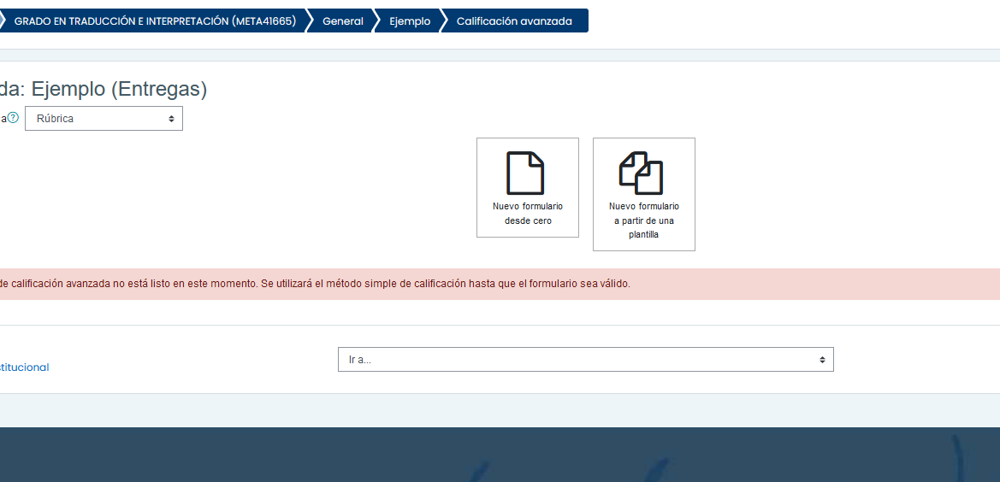 GRADO EN TRADUCCIÓN E INTERPRETACIÓN (META41665) General Ejemplo Calificación avanzada
da: Ejemplo (Entregas)
a Rúbrica
Nuevo formulario
desde cero
Nuevo formulario
a partir de una
plantilla
de calificación avanzada no está listo en este momento. Se utilizará el método simple de calificación hasta que el formulario sea válido.
Ir a...
stitucional